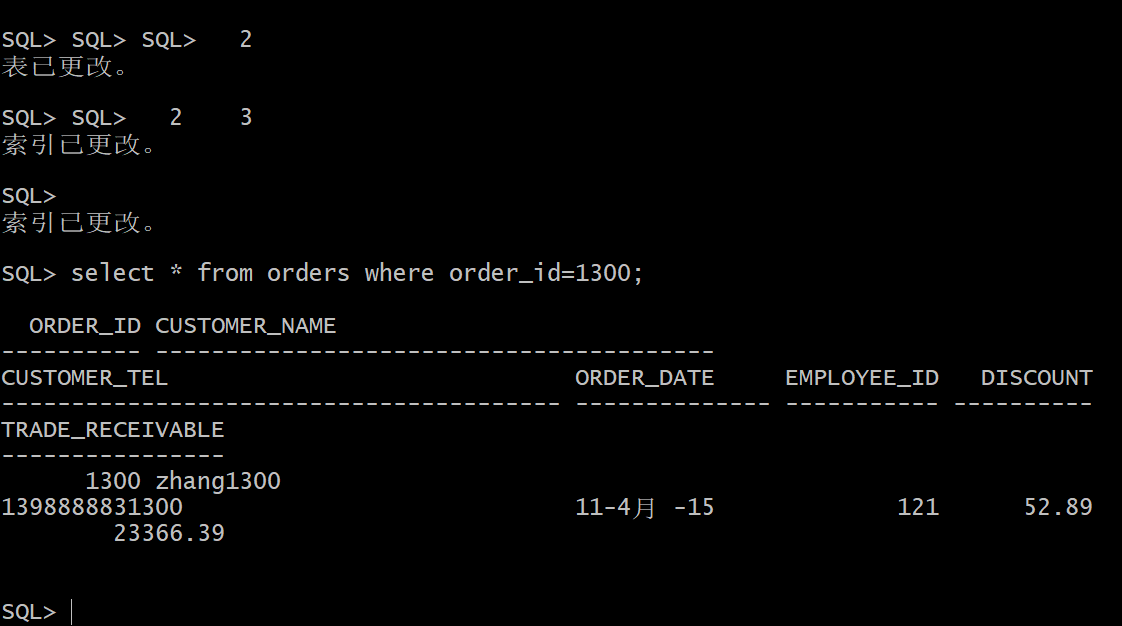 SQL> SQL> SQL>   2
表已更改。
SQL> SQL>   2    3
索引已更改。
SQL>
索引已更改。
SQL> select * from orders where order_id=1300;
  ORDER_ID CUSTOMER_NAME
---------- ----------------------------------------
CUSTOMER_TEL                             ORDER_DATE     EMPLOYEE_ID   DISCOUNT
---------------------------------------- -------------- ----------- ----------
TRADE_RECEIVABLE
----------------
      1300 zhang1300
1398888831300                            11-4月 -15             121      52.89
        23366.39
SQL>